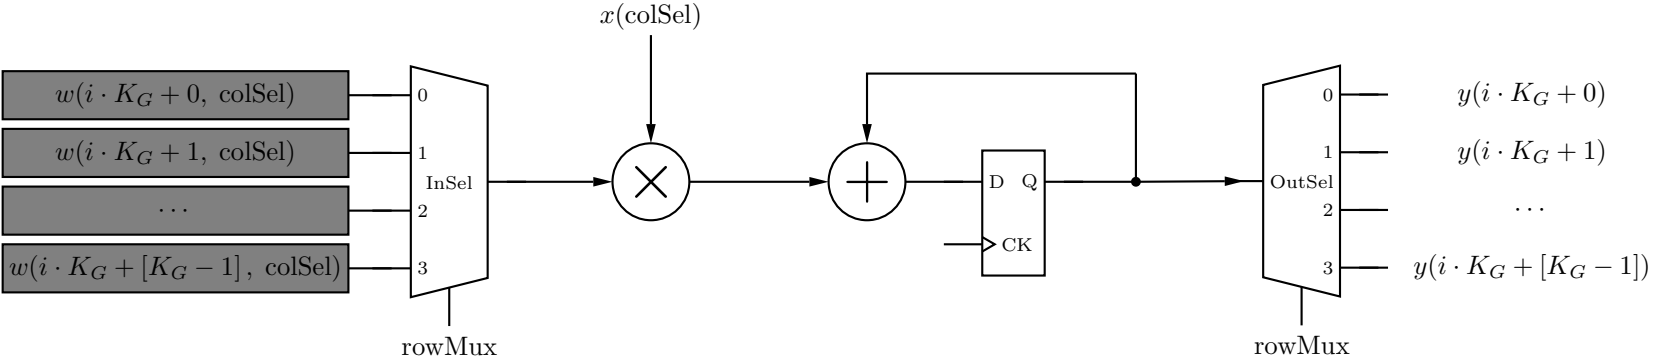 x(colSel)
w(i · K_G + 0, colSel)
0
0
y(i · K_G + 0)
w(i · K_G + 1, colSel)
1
1
y(i · K_G + 1)
InSel
D Q
OutSel
...
2
2
...
CK
w(i · K_G + [K_G − 1], colSel)
3
3
y(i · K_G + [K_G − 1])
rowMux
rowMux